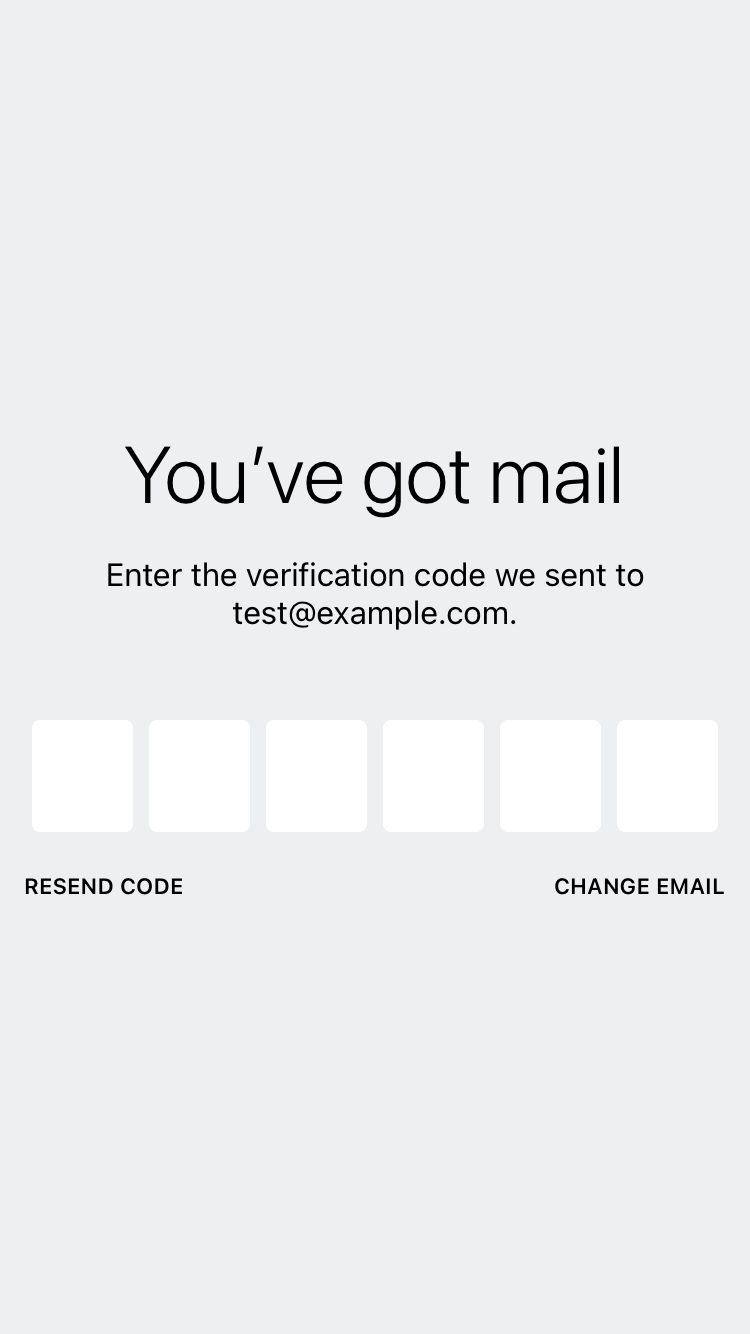 You’ve got mail
Enter the verification code we sent to
test@example.com.
RESEND CODE
CHANGE EMAIL